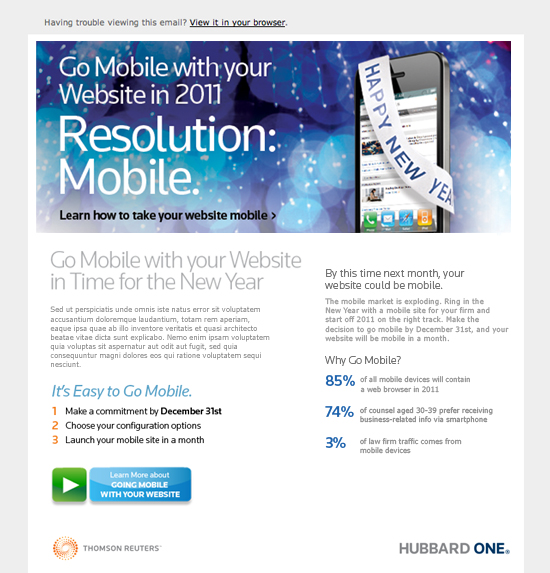 Having trouble viewing this email? View it in your browser.
Go Mobile with your
Website in 2011
Resolution:
Mobile.
Learn how to take your website mobile >
HAPPY NEW YEA
Go Mobile with your Website
in Time for the New Year
Sed ut perspiciatis unde omnis iste natus error sit voluptatem
accusantium doloremque laudantium, totam rem aperiam,
eaque ipsa quae ab illo inventore veritatis et quasi architecto
beatae vitae dicta sunt explicabo. Nemo enim ipsam voluptatem
quia voluptas sit aspernatur aut odit aut fugit, sed quia
consequuntur magni dolores eos qui ratione voluptatem sequi
nesciunt.
It's Easy to Go Mobile.
1 Make a commitment by December 31st
2 Choose your configuration options
3 Launch your mobile site in a month
Learn More about
GOING MOBILE
WITH YOUR WEBSITE
By this time next month, your
website could be mobile.
The mobile market is exploding. Ring in the
New Year with a mobile site for your firm and
start off 2011 on the right track. Make the
decision to go mobile by December 31st, and your
website will be mobile in a month.
Why Go Mobile?
85% of all mobile devices will contain
a web browser in 2011
74% of counsel aged 30-39 prefer receiving
business-related info via smartphone
3% of law firm traffic comes from
mobile devices
THOMSON REUTERS™
HUBBARD ONE®